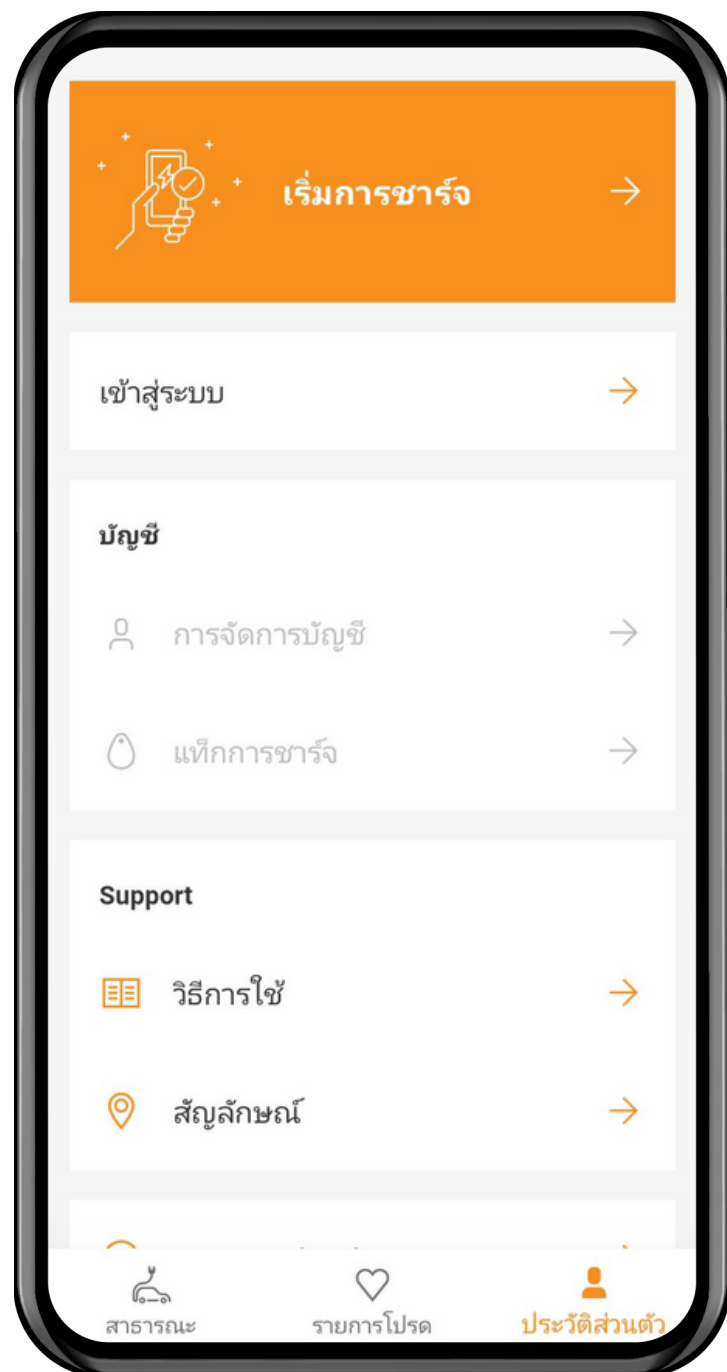 เริ่มการชาร์จ
เข้าสู่ระบบ
บัญชี
การจัดการบัญชี
แท็กการชาร์จ
Support
วิธีการใช้
สัญลักษณ์
สาธารณะ
รายการโปรด
ประวัติส่วนตัว